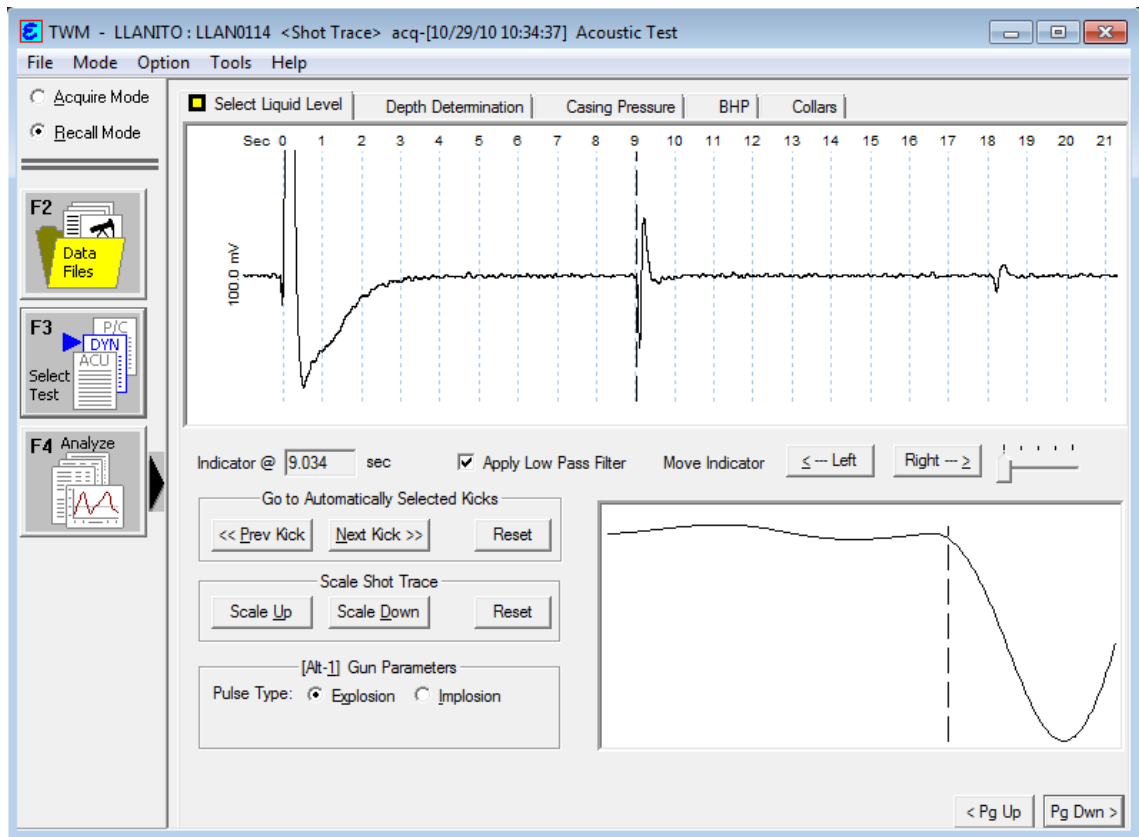 TWM - LLANITO : LLAN0114 <Shot Trace> acq-[10/29/10 10:34:37] Acoustic Test
File Mode Option Tools Help
Acquire Mode
Recall Mode
F2
Data
Files
F3
P/C
DYN
ACU
Select
Test
F4 Analyze
Select Liquid Level Depth Determination Casing Pressure BHP Collars
Sec 0 1 2 3 4 5 6 7 8 9 10 11 12 13 14 15 16 17 18 19 20 21
100.0 mV
Indicator @ 9.034 sec Apply Low Pass Filter Move Indicator < --- Left Right --- >
Go to Automatically Selected Kicks
<< Prev Kick Next Kick >> Reset
Scale Shot Trace
Scale Up Scale Down Reset
[Alt-1] Gun Parameters
Pulse Type: Explosion Implosion
< Pg Up Pg Dwn >